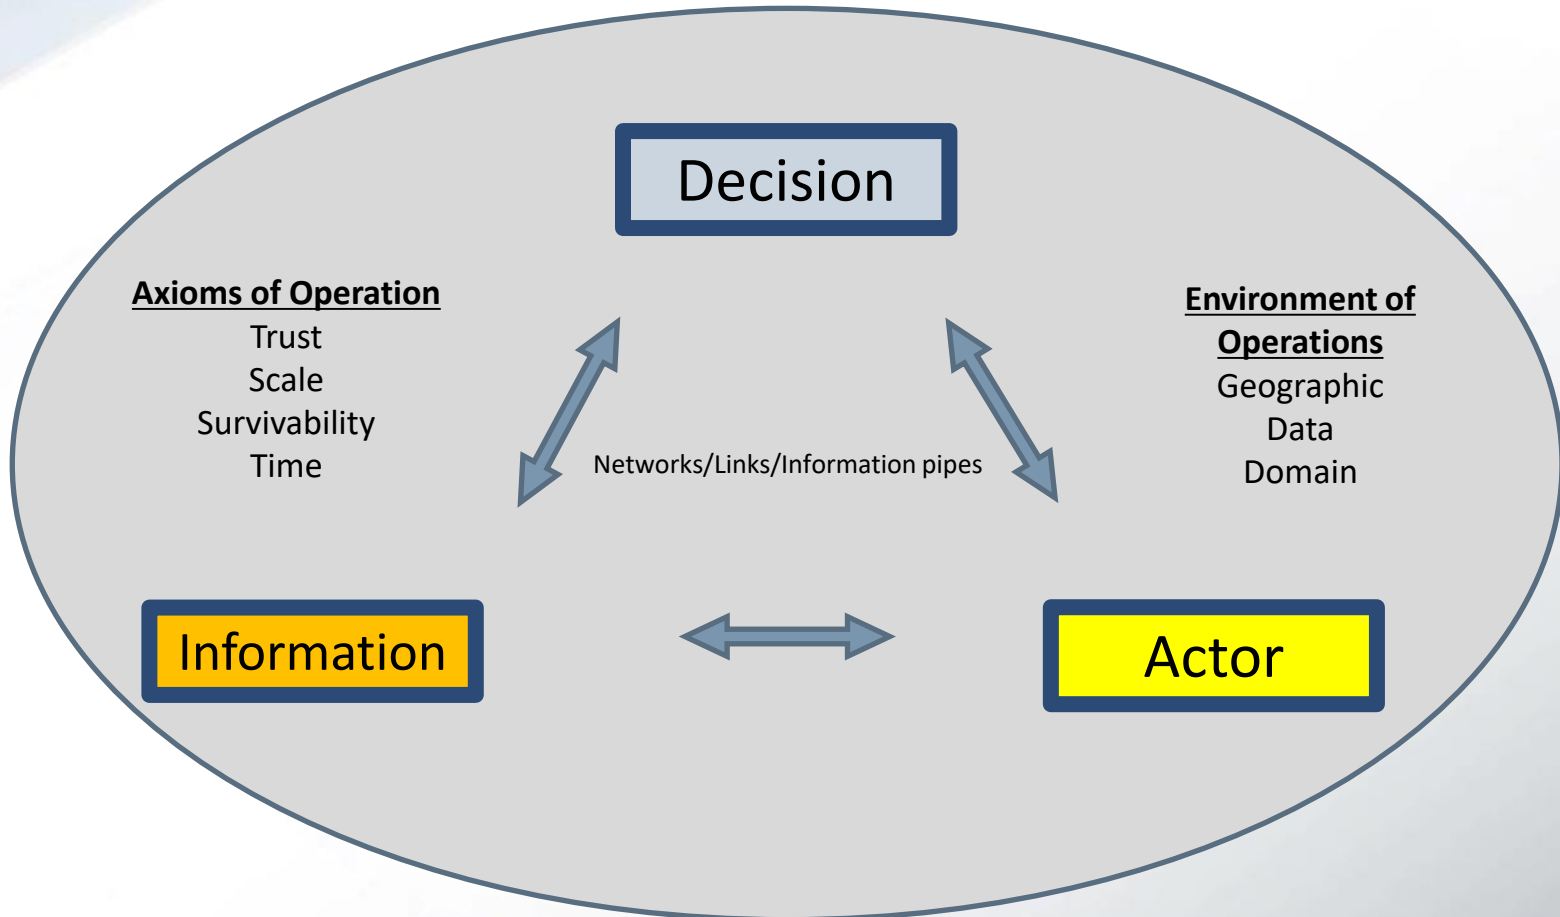 Decision
Axioms of Operation
Trust
Scale
Survivability
Time
Environment of
Operations
Geographic
Data
Domain
Networks/Links/Information pipes
Information
Actor